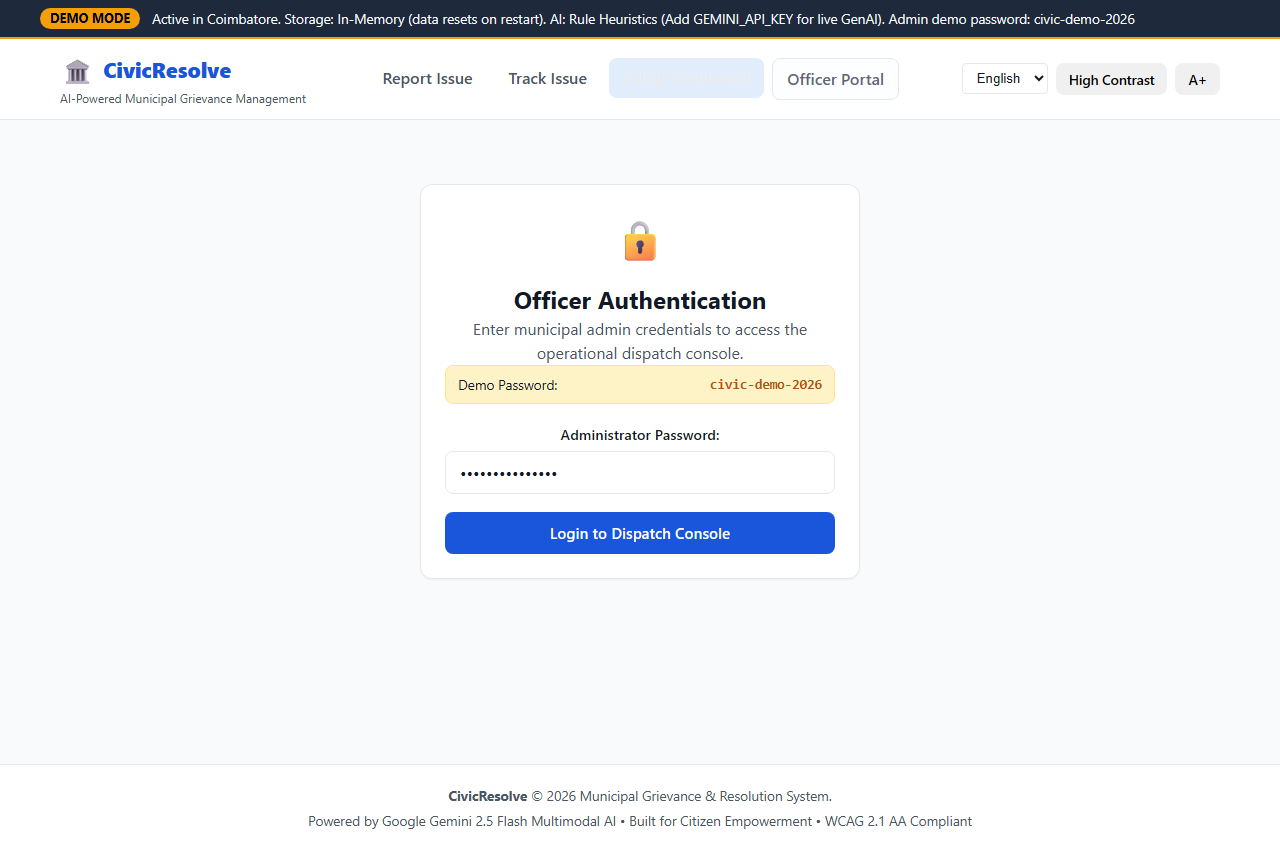 DEMO MODE Active in Coimbatore. Storage: In-Memory (data resets on restart). AI: Rule Heuristics (Add GEMINI_API_KEY for live GenAI). Admin demo password: civic-demo-2026
CivicResolve
AI-Powered Municipal Grievance Management
Report Issue
Track Issue
Officer Portal
English
High Contrast
A+
Officer Authentication
Enter municipal admin credentials to access the
operational dispatch console.
Demo Password: civic-demo-2026
Administrator Password:
•••••••••••••••
Login to Dispatch Console
CivicResolve © 2026 Municipal Grievance & Resolution System.
Powered by Google Gemini 2.5 Flash Multimodal AI • Built for Citizen Empowerment • WCAG 2.1 AA Compliant